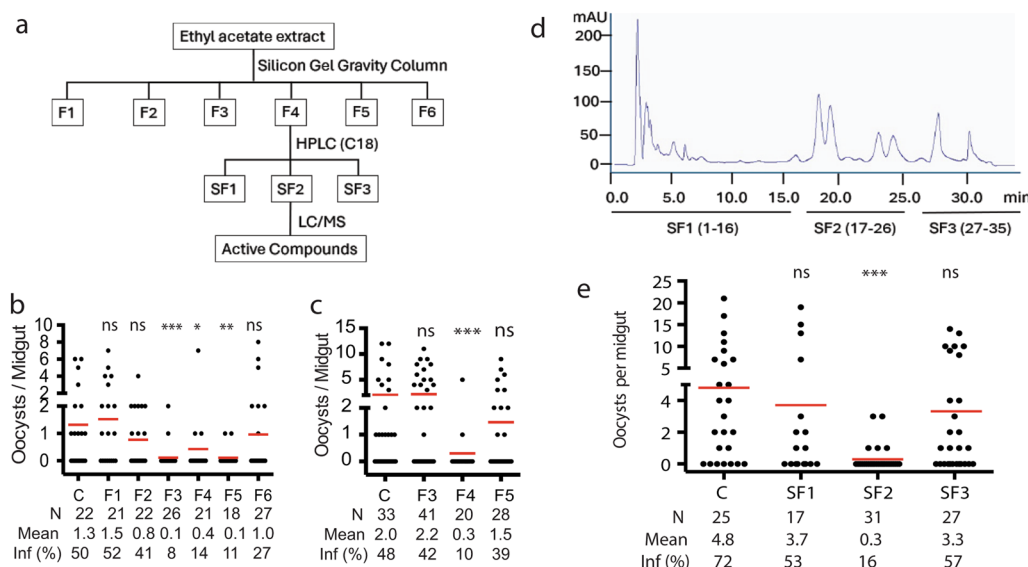 a
Ethyl acetate extract
Silicon Gel Gravity Column
F1 F2 F3 F4 F5 F6
HPLC (C18)
SF1 SF2 SF3
LC/MS
Active Compounds
b
Oocysts / Midgut
10
8
6
4
2
2
1
0
ns ns *** * ** ns
C F1 F2 F3 F4 F5 F6
N 22 21 22 26 21 18 27
Mean 1.3 1.5 0.8 0.1 0.4 0.1 1.0
Inf (%) 50 52 41 8 14 11 27
c
Oocysts / Midgut
15
10
5
2
1
0
ns *** ns
C F3 F4 F5
N 33 41 20 28
Mean 2.0 2.2 0.3 1.5
Inf (%) 48 42 10 39
d
mAU
200
150
100
50
0
0.0 5.0 10.0 15.0 20.0 25.0 30.0 min
SF1 (1-16) SF2 (17-26) SF3 (27-35)
e
Oocysts per midgut
25
20
15
10
5
4
2
0
ns *** ns
C SF1 SF2 SF3
N 25 17 31 27
Mean 4.8 3.7 0.3 3.3
Inf (%) 72 53 16 57